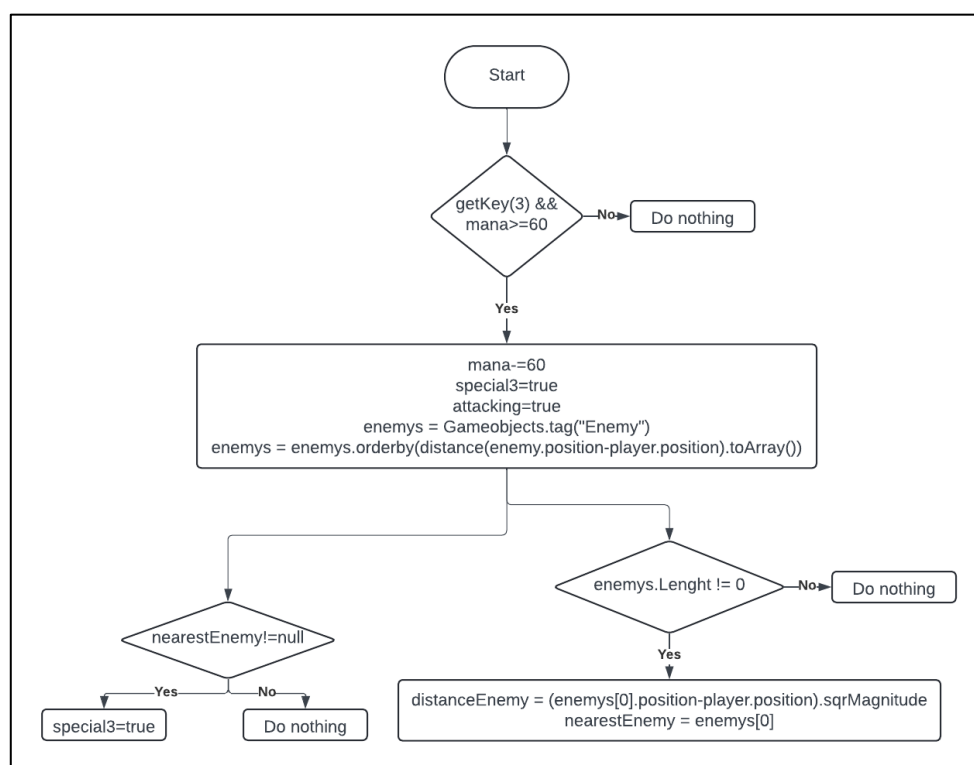 Start
getKey(3) &&
mana>=60
No
Do nothing
Yes
mana-=60
special3=true
attacking=true
enemys = Gameobjects.tag("Enemy")
enemys = enemys.orderby(distance(enemy.position-player.position).toArray())
enemys.Lenght != 0
No
Do nothing
nearestEnemy!=null
Yes
Yes
No
distanceEnemy = (enemys[0].position-player.position).sqrMagnitude
nearestEnemy = enemys[0]
special3=true
Do nothing